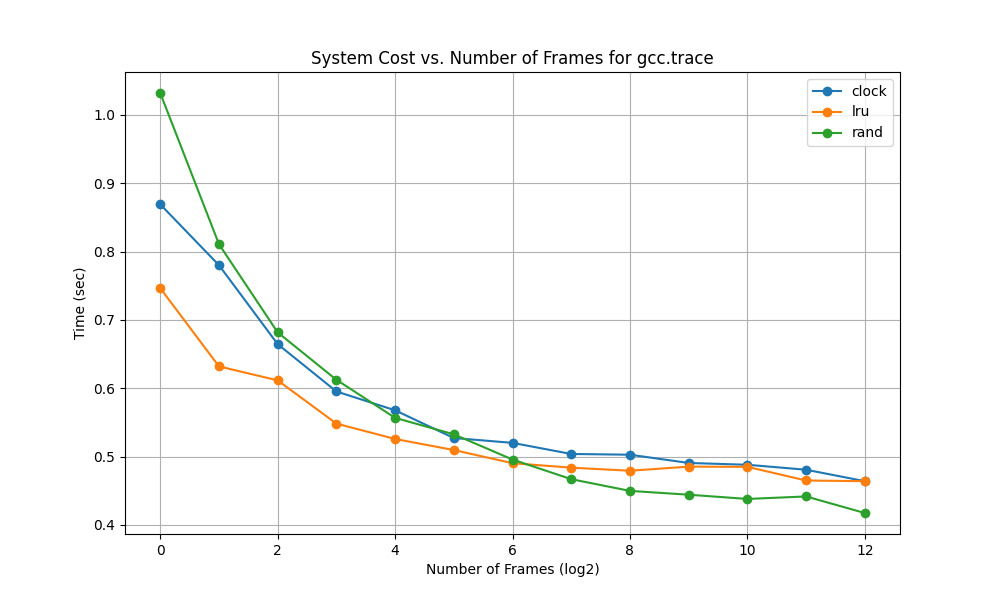 System Cost vs. Number of Frames for gcc.trace
clock
lru
rand
1.0
0.9
0.8
0.7
0.6
0.5
0.4
Time (sec)
0 2 4 6 8 10 12
Number of Frames (log2)